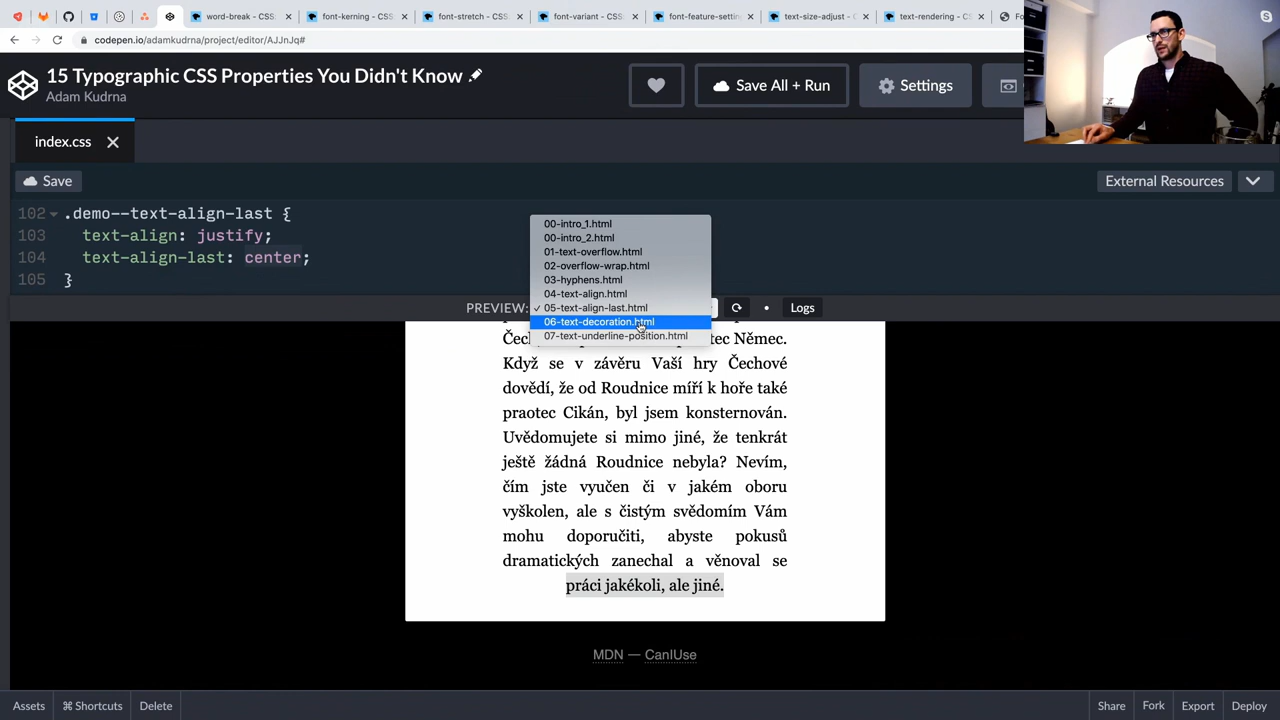 word-break - CSS:
font-kerning - CSS
font-stretch - CSS
font-variant - CSS
font-feature-settin
text-size-adjust - C
text-rendering - CS
codepen.io/adamkudrna/project/editor/AJJnJq#
15 Typographic CSS Properties You Didn't Know
Adam Kudrna
Save All + Run
Settings
index.css
Save
External Resources
102 .demo--text-align-last {
103 text-align: justify;
104 text-align-last: center;
105 }
00-intro_1.html
00-intro_2.html
01-text-overflow.html
02-overflow-wrap.html
03-hyphens.html
04-text-align.html
05-text-align-last.html
06-text-decoration.html
07-text-underline-position.html
PREVIEW:
Logs
tec Němec.
Když se v závěru Vaší hry Čechové
dovědí, že od Roudnice míří k hoře také
praotec Cikán, byl jsem konsternován.
Uvědomujete si mimo jiné, že tenkrát
ještě žádná Roudnice nebyla? Nevím,
čím jste vyučen či v jakém oboru
vyškolen, ale s čistým svědomím Vám
mohu doporučiti, abyste pokusů
dramatických zanechal a věnoval se
práci jakékoli, ale jiné.
MDN — CanIUse
Assets
⌘ Shortcuts
Delete
Share
Fork
Export
Deploy